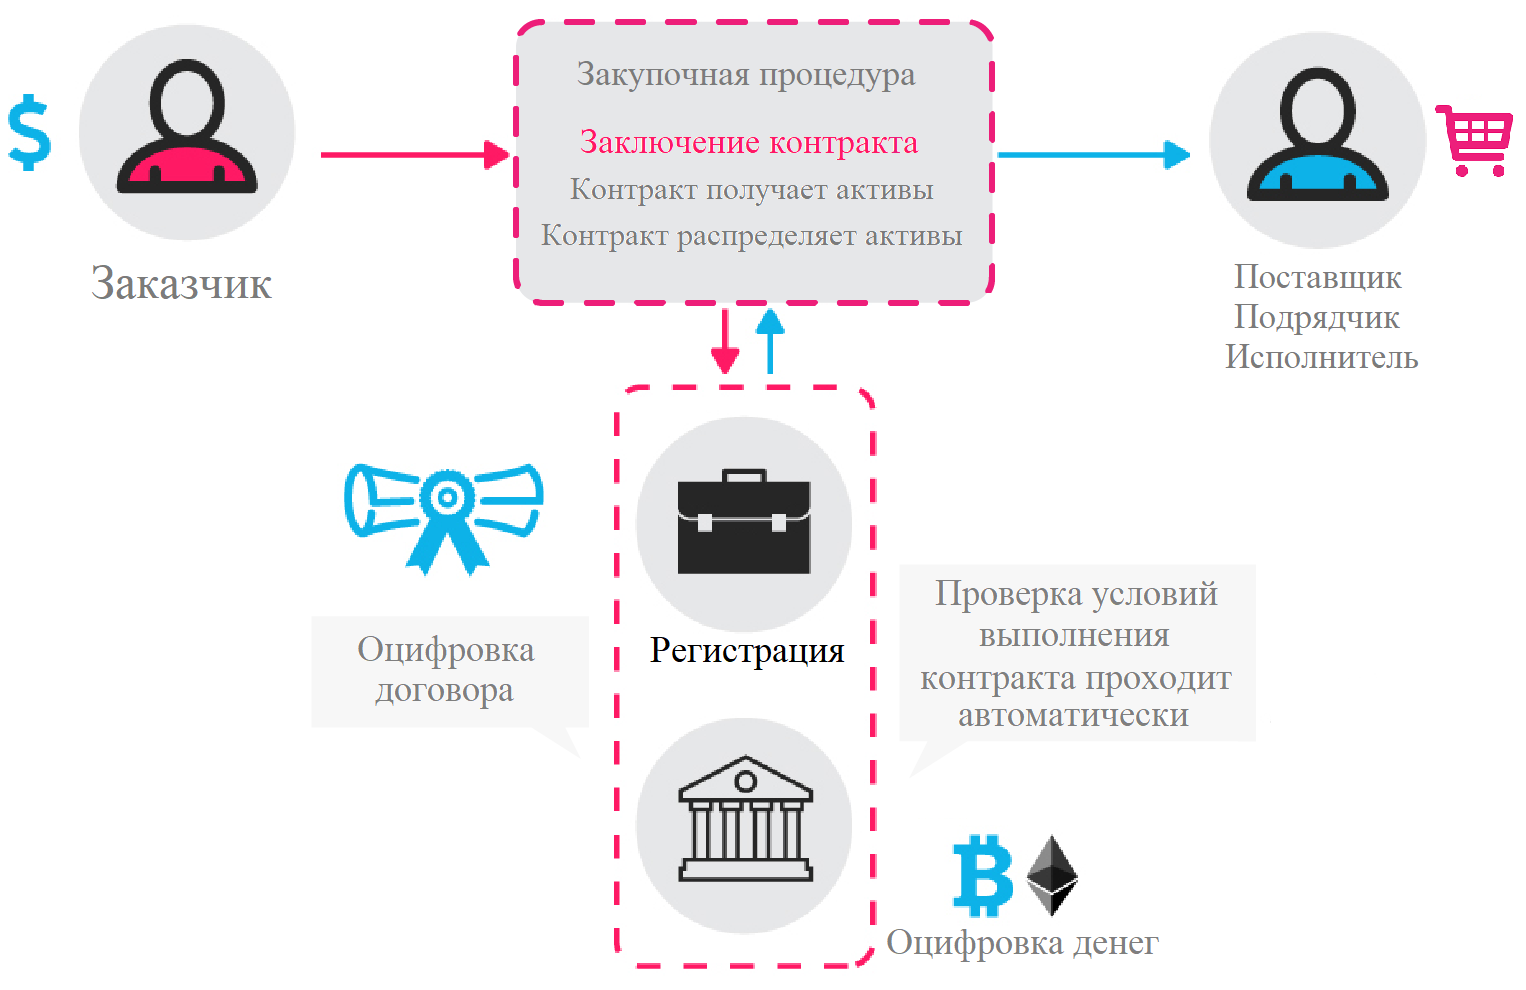 Закупочная процедура
Заключение контракта
Контракт получает активы
Контракт распределяет активы
Заказчик
Поставщик
Подрядчик
Исполнитель
Оцифровка
договора
Регистрация
Проверка условий
выполнения
контракта проходит
автоматически
Оцифровка денег